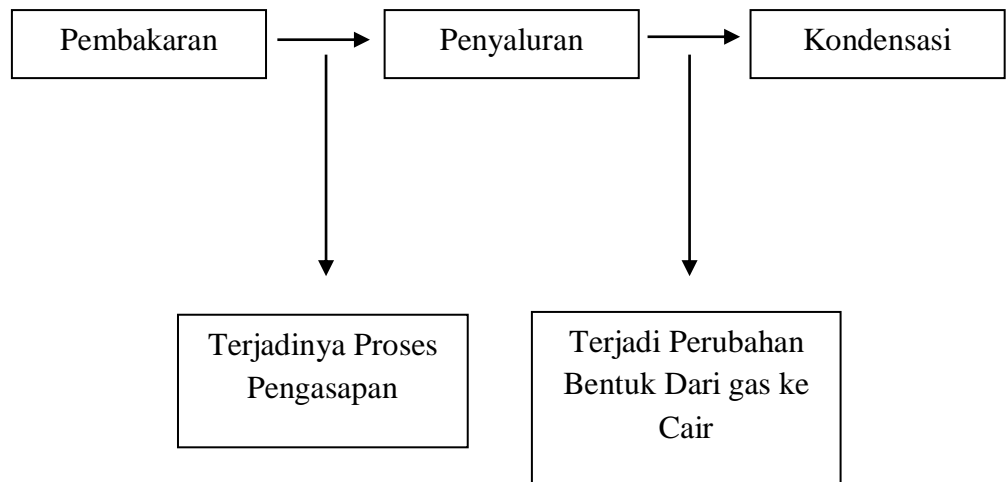 Pembakaran
Penyaluran
Kondensasi
Terjadinya Proses
Pengasapan
Terjadi Perubahan
Bentuk Dari gas ke
Cair